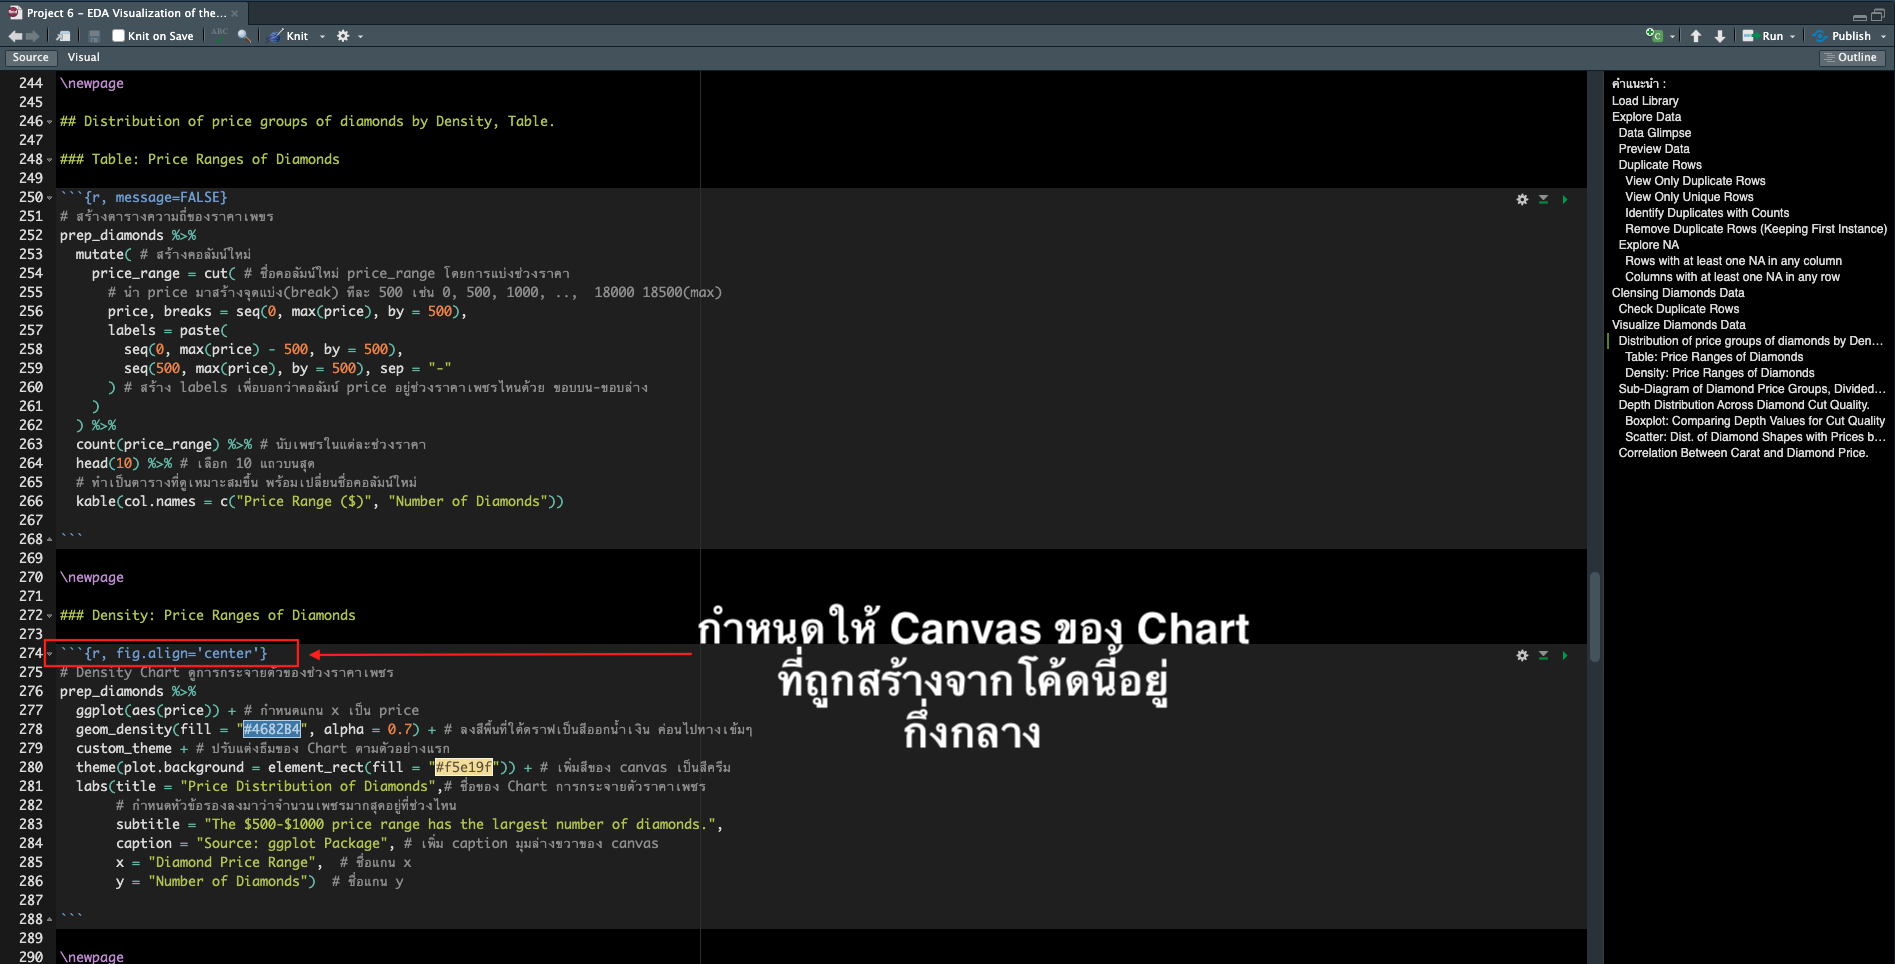 Project 6 – EDA Visualization of the...
Knit on Save
ABC
Knit
Run
Publish
Source
Visual
Outline
244 \newpage
245
246 ## Distribution of price groups of diamonds by Density, Table.
247
248 ### Table: Price Ranges of Diamonds
249
250 ```{r, message=FALSE}
251 # สร้างตารางความถี่ของราคาเพชร
252 prep_diamonds %>%
253 mutate( # สร้างคอลัมน์ใหม่
254 price_range = cut( # ชื่อคอลัมน์ใหม่ price_range โดยการแบ่งช่วงราคา
255 # นำ price มาสร้างจุดแบ่ง(break) ทีละ 500 เช่น 0, 500, 1000, .., 18000 18500(max)
256 price, breaks = seq(0, max(price), by = 500),
257 labels = paste(
258 seq(0, max(price) - 500, by = 500),
259 seq(500, max(price), by = 500), sep = "-"
260 ) # สร้าง labels เพื่อบอกว่าคอลัมน์ price อยู่ช่วงราคาเพชรไหนด้วย ขอบบน-ขอบล่าง
261 )
262 ) %>%
263 count(price_range) %>% # นับเพชรในแต่ละช่วงราคา
264 head(10) %>% # เลือก 10 แถวบนสุด
265 # ทำเป็นตารางที่ดูเหมาะสมขึ้น พร้อมเปลี่ยนชื่อคอลัมน์ใหม่
266 kable(col.names = c("Price Range ($)", "Number of Diamonds"))
267
268 ```
269
270 \newpage
271
272 ### Density: Price Ranges of Diamonds
273
274 ```{r, fig.align='center'}
275 # Density Chart ดูการกระจายตัวของช่วงราคาเพชร
276 prep_diamonds %>%
277 ggplot(aes(price)) + # กำหนดแกน x เป็น price
278 geom_density(fill = "#4682B4", alpha = 0.7) + # ลงสีพื้นที่ใต้กราฟเป็นสีออกน้ำเงิน ค่อนไปทางเข้มๆ
279 custom_theme + # ปรับแต่งธีมของ Chart ตามตัวอย่างแรก
280 theme(plot.background = element_rect(fill = "#f5e19f")) + # เพิ่มสีของ canvas เป็นสีครีม
281 labs(title = "Price Distribution of Diamonds",# ชื่อของ Chart การกระจายตัวราคาเพชร
282 # กำหนดหัวข้อรองลงมาว่าจำนวนเพชรมากสุดอยู่ที่ช่วงไหน
283 subtitle = "The $500-$1000 price range has the largest number of diamonds.",
284 caption = "Source: ggplot Package", # เพิ่ม caption มุมล่างขวาของ canvas
285 x = "Diamond Price Range", # ชื่อแกน x
286 y = "Number of Diamonds") # ชื่อแกน y
287
288 ```
289
290 \newpage
กำหนดให้ Canvas ของ Chart
ที่ถูกสร้างจากโค้ดนี้อยู่
กึ่งกลาง
คำแนะนำ :
Load Library
Explore Data
Data Glimpse
Preview Data
Duplicate Rows
View Only Duplicate Rows
View Only Unique Rows
Identify Duplicates with Counts
Remove Duplicate Rows (Keeping First Instance)
Explore NA
Rows with at least one NA in any column
Columns with at least one NA in any row
Clensing Diamonds Data
Check Duplicate Rows
Visualize Diamonds Data
Distribution of price groups of diamonds by Den...
Table: Price Ranges of Diamonds
Density: Price Ranges of Diamonds
Sub-Diagram of Diamond Price Groups, Divided...
Depth Distribution Across Diamond Cut Quality.
Boxplot: Comparing Depth Values for Cut Quality
Scatter: Dist. of Diamond Shapes with Prices b...
Correlation Between Carat and Diamond Price.